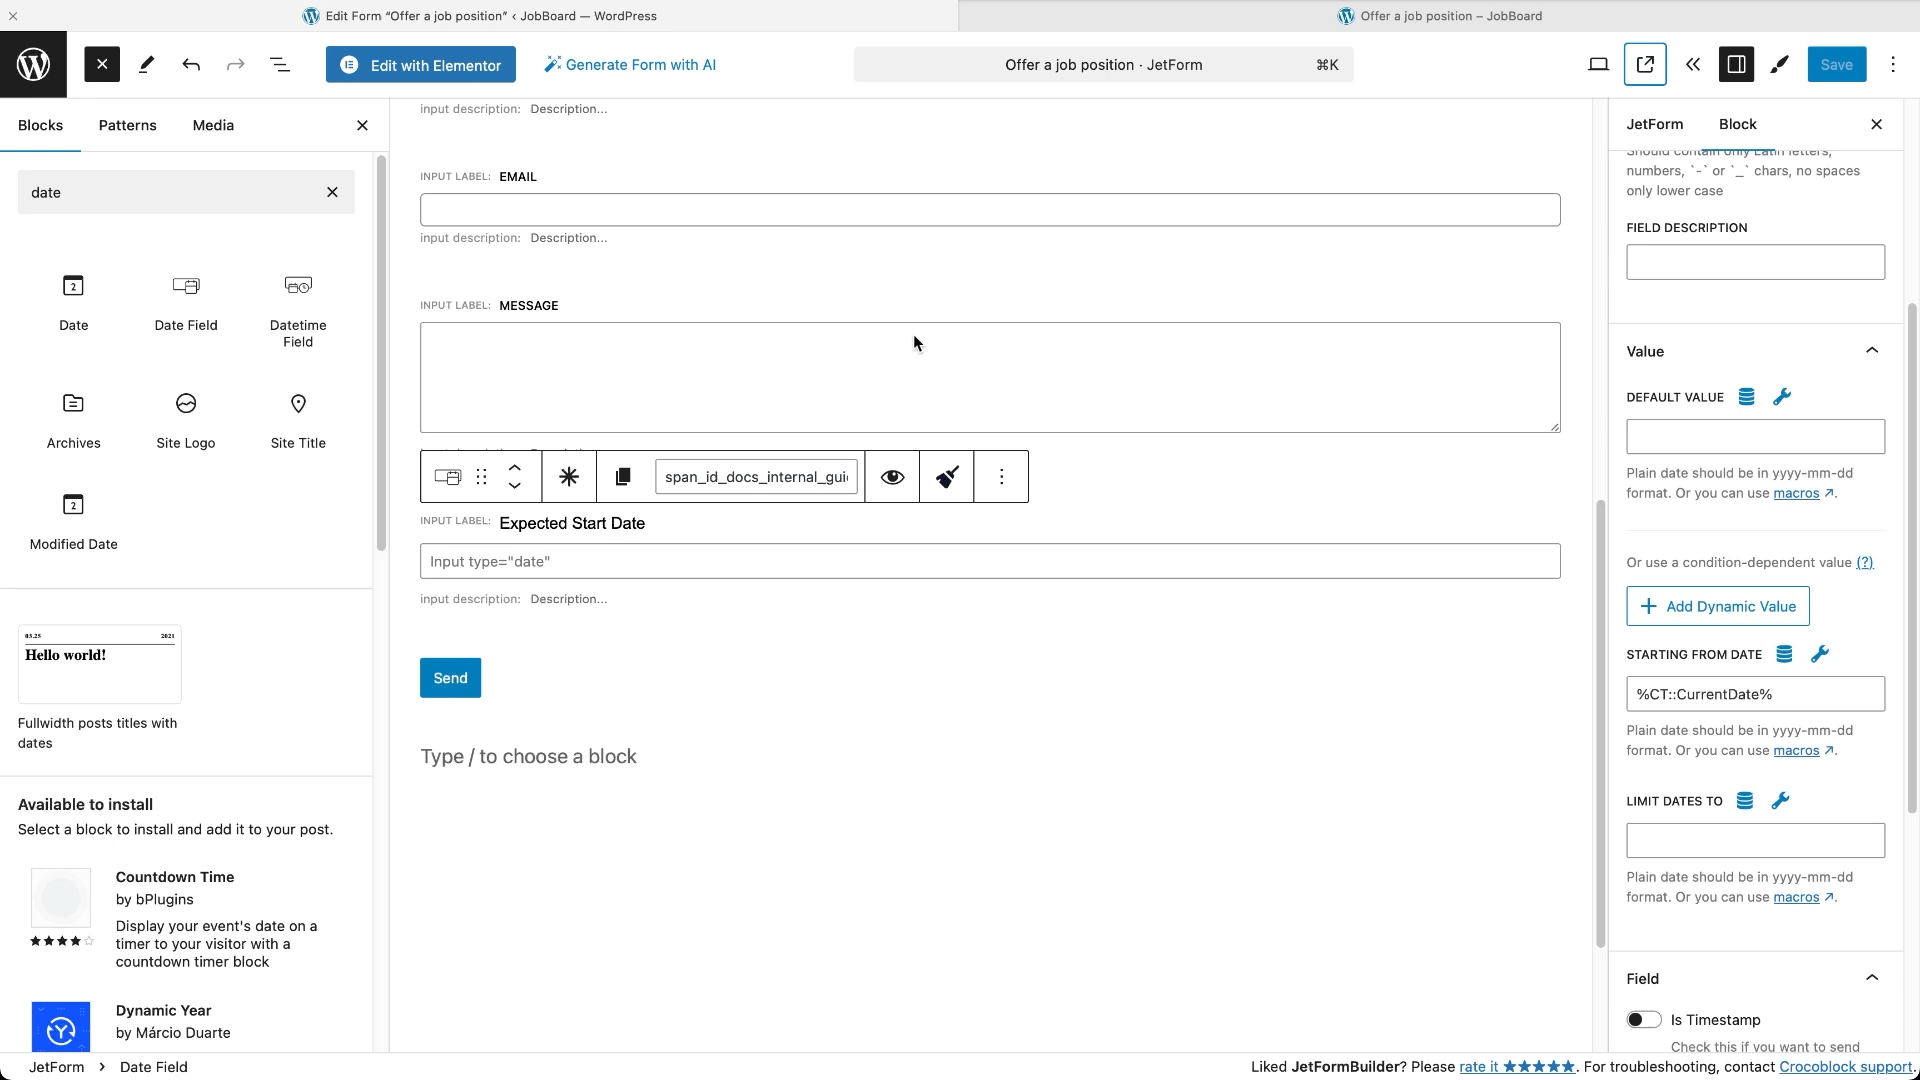 Edit Form “Offer a job position” ‹ JobBoard — WordPress
Offer a job position – JobBoard
Edit with Elementor
Generate Form with AI
Offer a job position · JetForm
⌘K
Save
Blocks
Patterns
Media
date
Date
Date Field
Datetime
Field
Archives
Site Logo
Site Title
Modified Date
03.25
2021
Hello world!
Fullwidth posts titles with
dates
Available to install
Select a block to install and add it to your post.
Countdown Time
by bPlugins
Display your event's date on a
timer to your visitor with a
countdown timer block
Dynamic Year
by Márcio Duarte
input description: Description...
INPUT LABEL: EMAIL
input description: Description...
INPUT LABEL: MESSAGE
span_id_docs_internal_gui
INPUT LABEL: Expected Start Date
Input type="date"
input description: Description...
Send
Type / to choose a block
JetForm
Block
Should contain only Latin letters,
numbers, `-` or `_` chars, no spaces
only lower case
FIELD DESCRIPTION
Value
DEFAULT VALUE
Plain date should be in yyyy-mm-dd
format. Or you can use macros ↗.
Or use a condition-dependent value (?)
+ Add Dynamic Value
STARTING FROM DATE
%CT::CurrentDate%
Plain date should be in yyyy-mm-dd
format. Or you can use macros ↗.
LIMIT DATES TO
Plain date should be in yyyy-mm-dd
format. Or you can use macros ↗.
Field
Is Timestamp
Check this if you want to send
JetForm › Date Field
Liked JetFormBuilder? Please rate it ★★★★★. For troubleshooting, contact Crocoblock support.